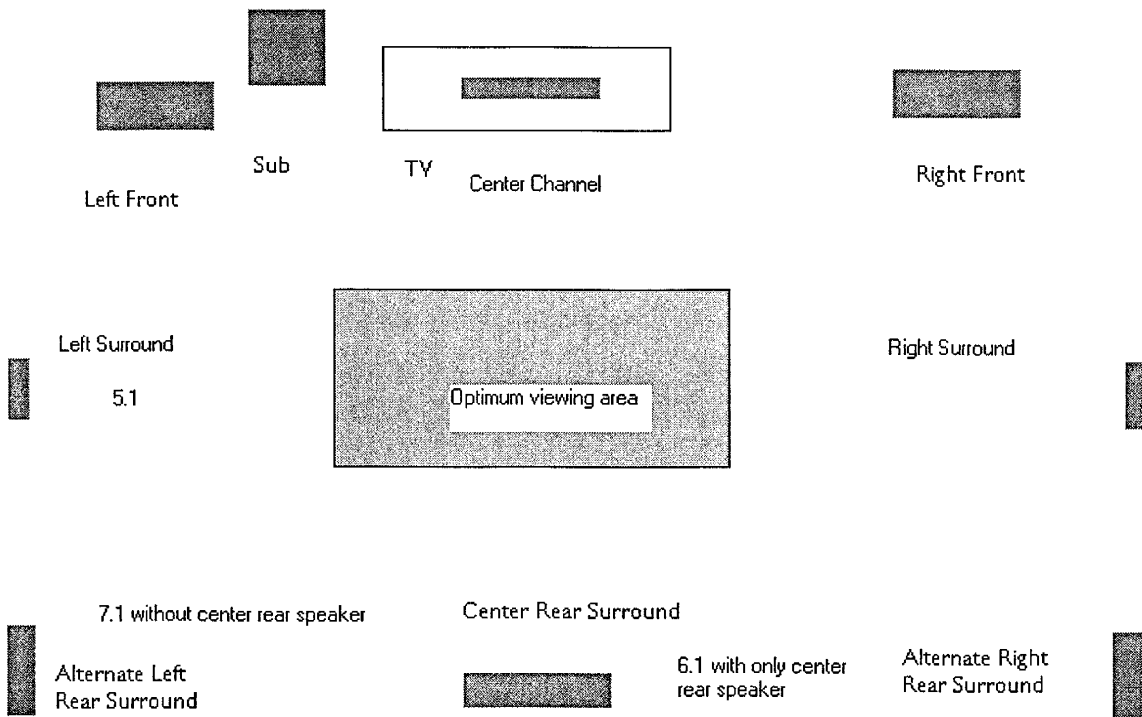 Sub
TV
Center Channel
Left Front
Right Front
Left Surround
Right Surround
5.1
Optimum viewing area
7.1 without center rear speaker
Center Rear Surround
6.1 with only center
rear speaker
Alternate Left
Rear Surround
Alternate Right
Rear Surround